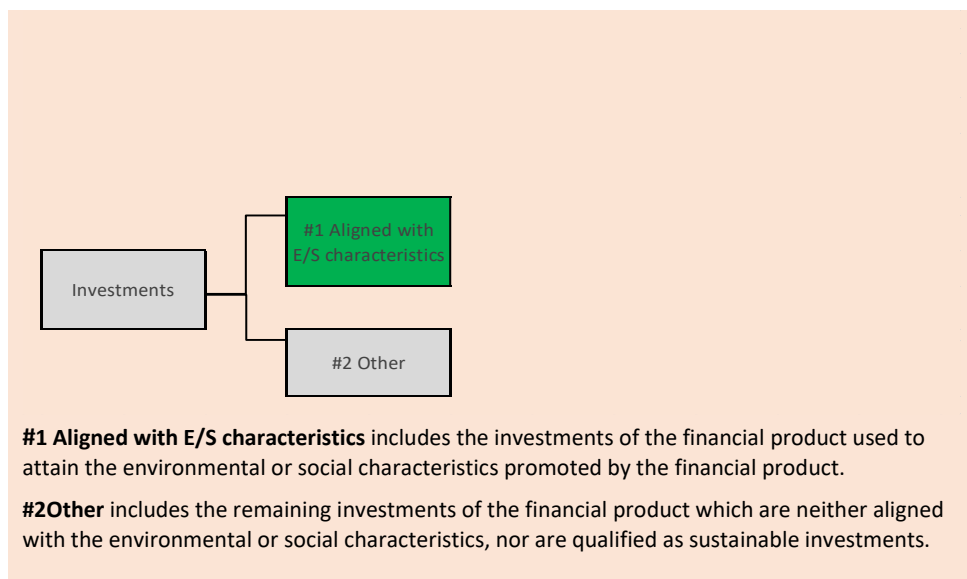 #1 Aligned with
E/S characteristics
Investments
#2 Other
#1 Aligned with E/S characteristics includes the investments of the financial product used to
attain the environmental or social characteristics promoted by the financial product.
#2Other includes the remaining investments of the financial product which are neither aligned
with the environmental or social characteristics, nor are qualified as sustainable investments.